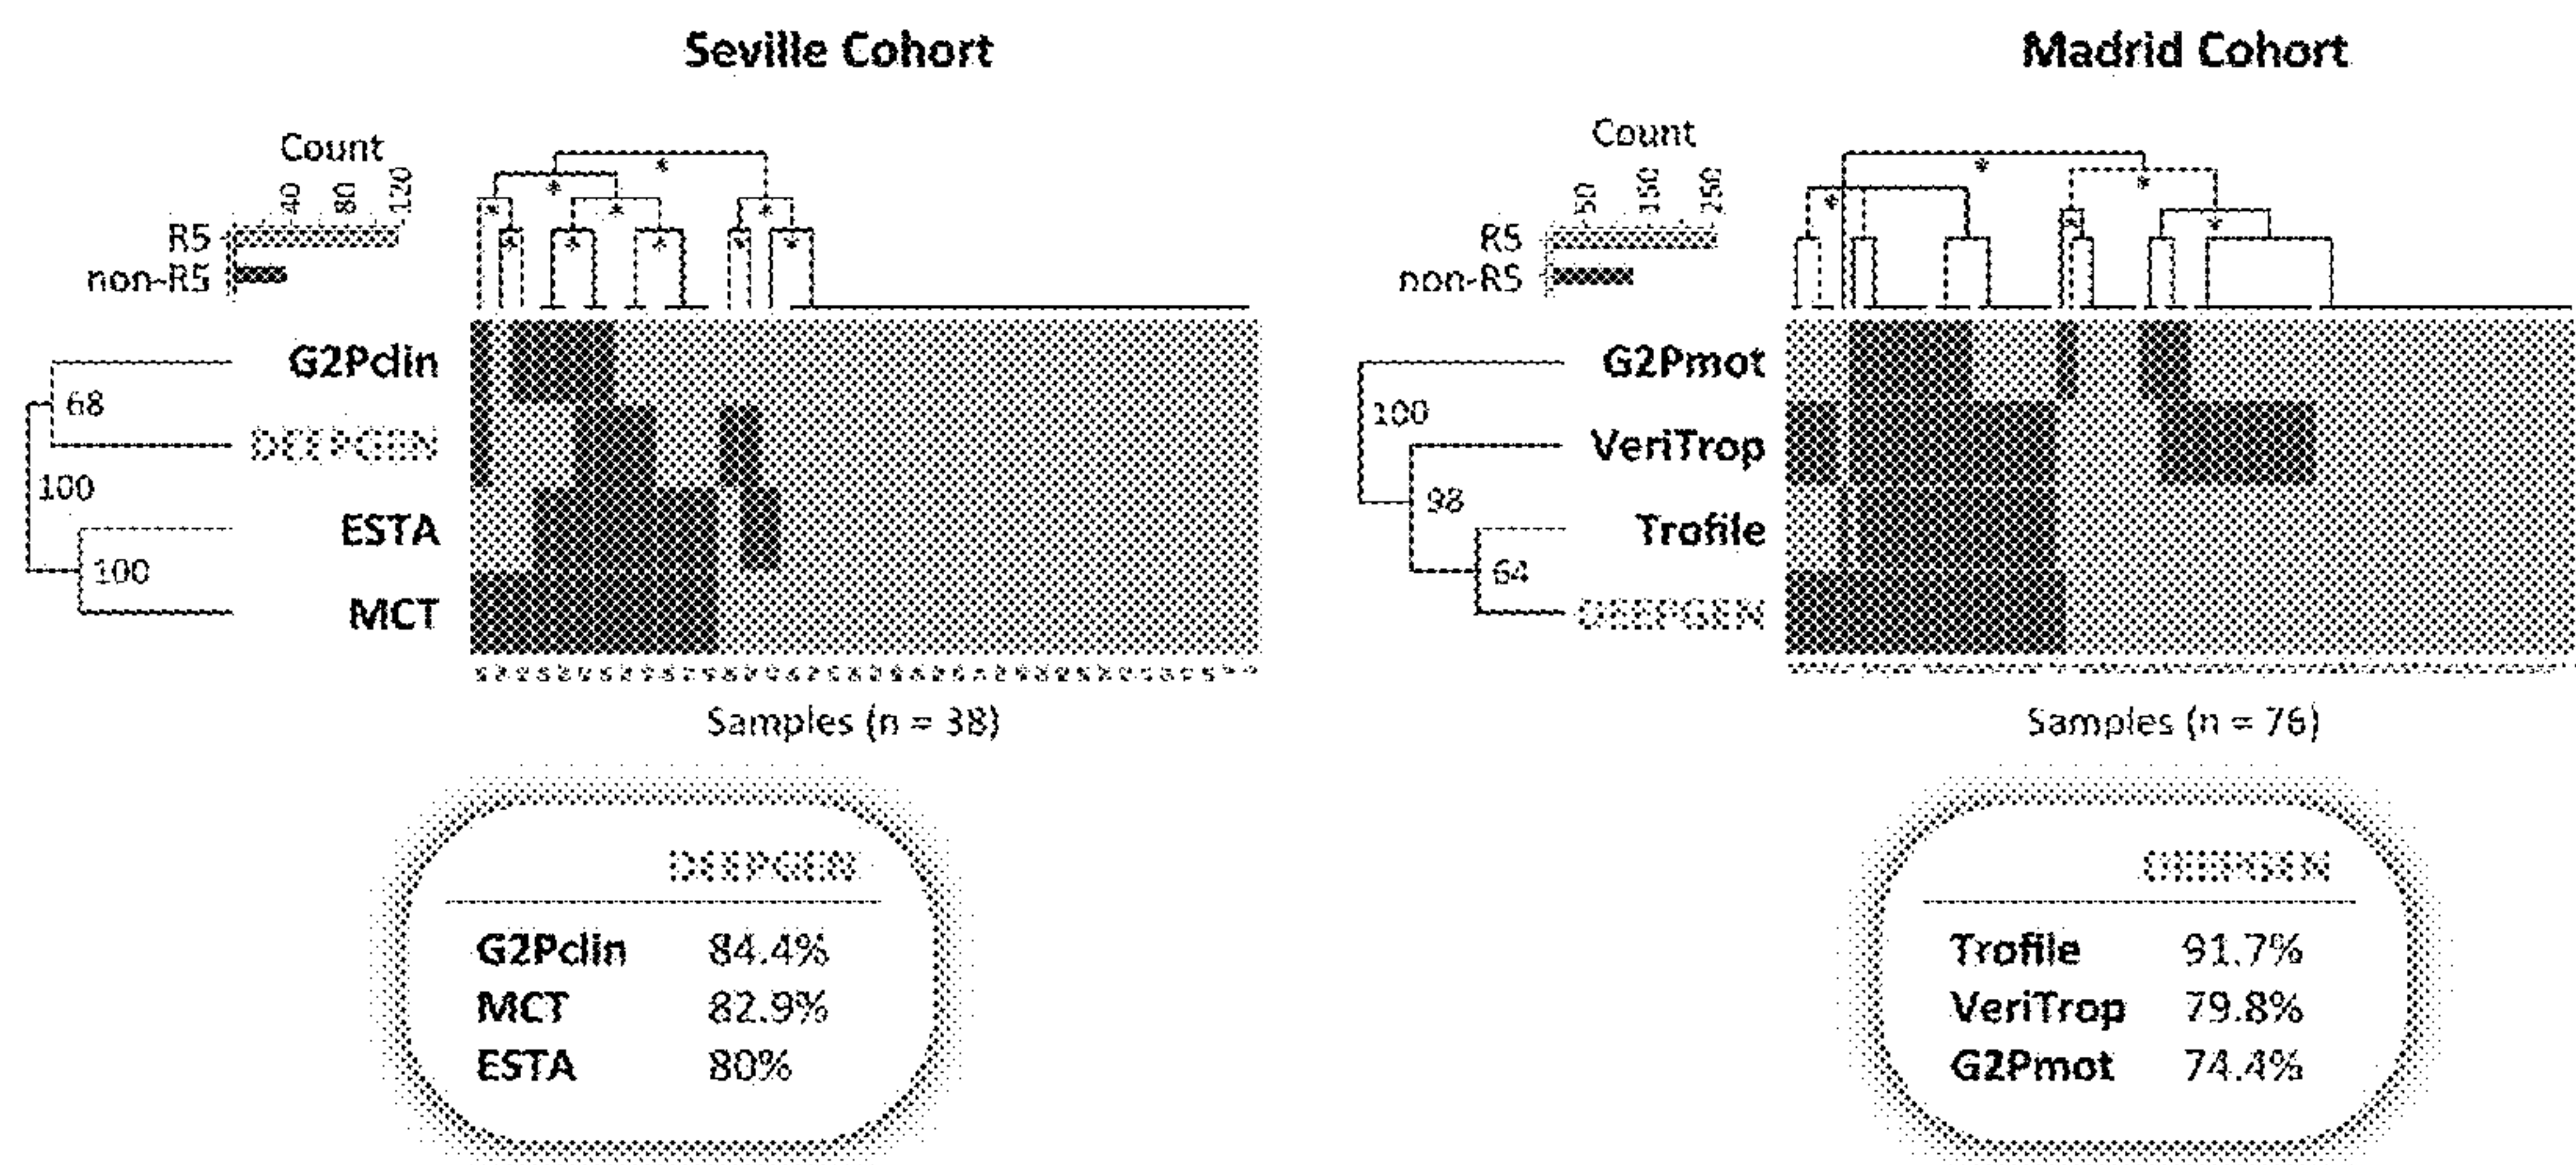 Seville Cohort
Count
40 80 120
R5
non-R5
G2Pclin
68
DEEPGEN
100
ESTA
100
MCT
Samples (n = 38)
DEEPGEN
G2Pclin 84.4%
MCT 82.9%
ESTA 80%
Madrid Cohort
Count
50 150 250
R5
non-R5
G2Pmot
100
VeriTrop
98
Trofile
64
DEEPGEN
Samples (n = 76)
DEEPGEN
Trofile 91.7%
VeriTrop 79.8%
G2Pmot 74.4%